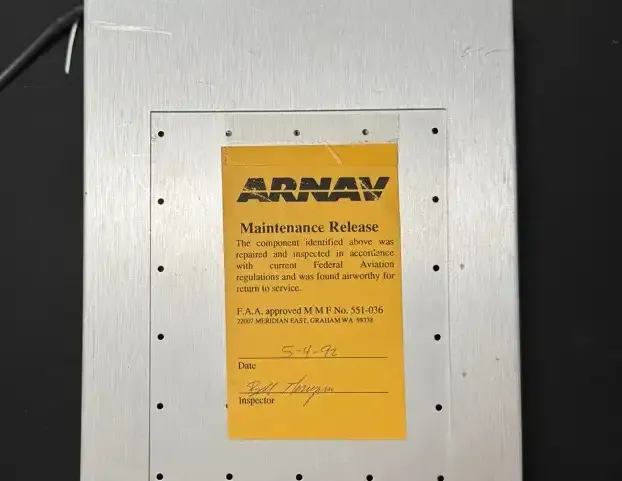 ARNAV
Maintenance Release
The component identified above was
repaired and inspected in accordance
with current Federal Aviation
regulations and was found airworthy for
return to service.
F.A.A. approved M M F No. 551-036
22007 MERIDIAN EAST, GRAHAM WA 98338
5-4-92
Date
Bill
Inspector